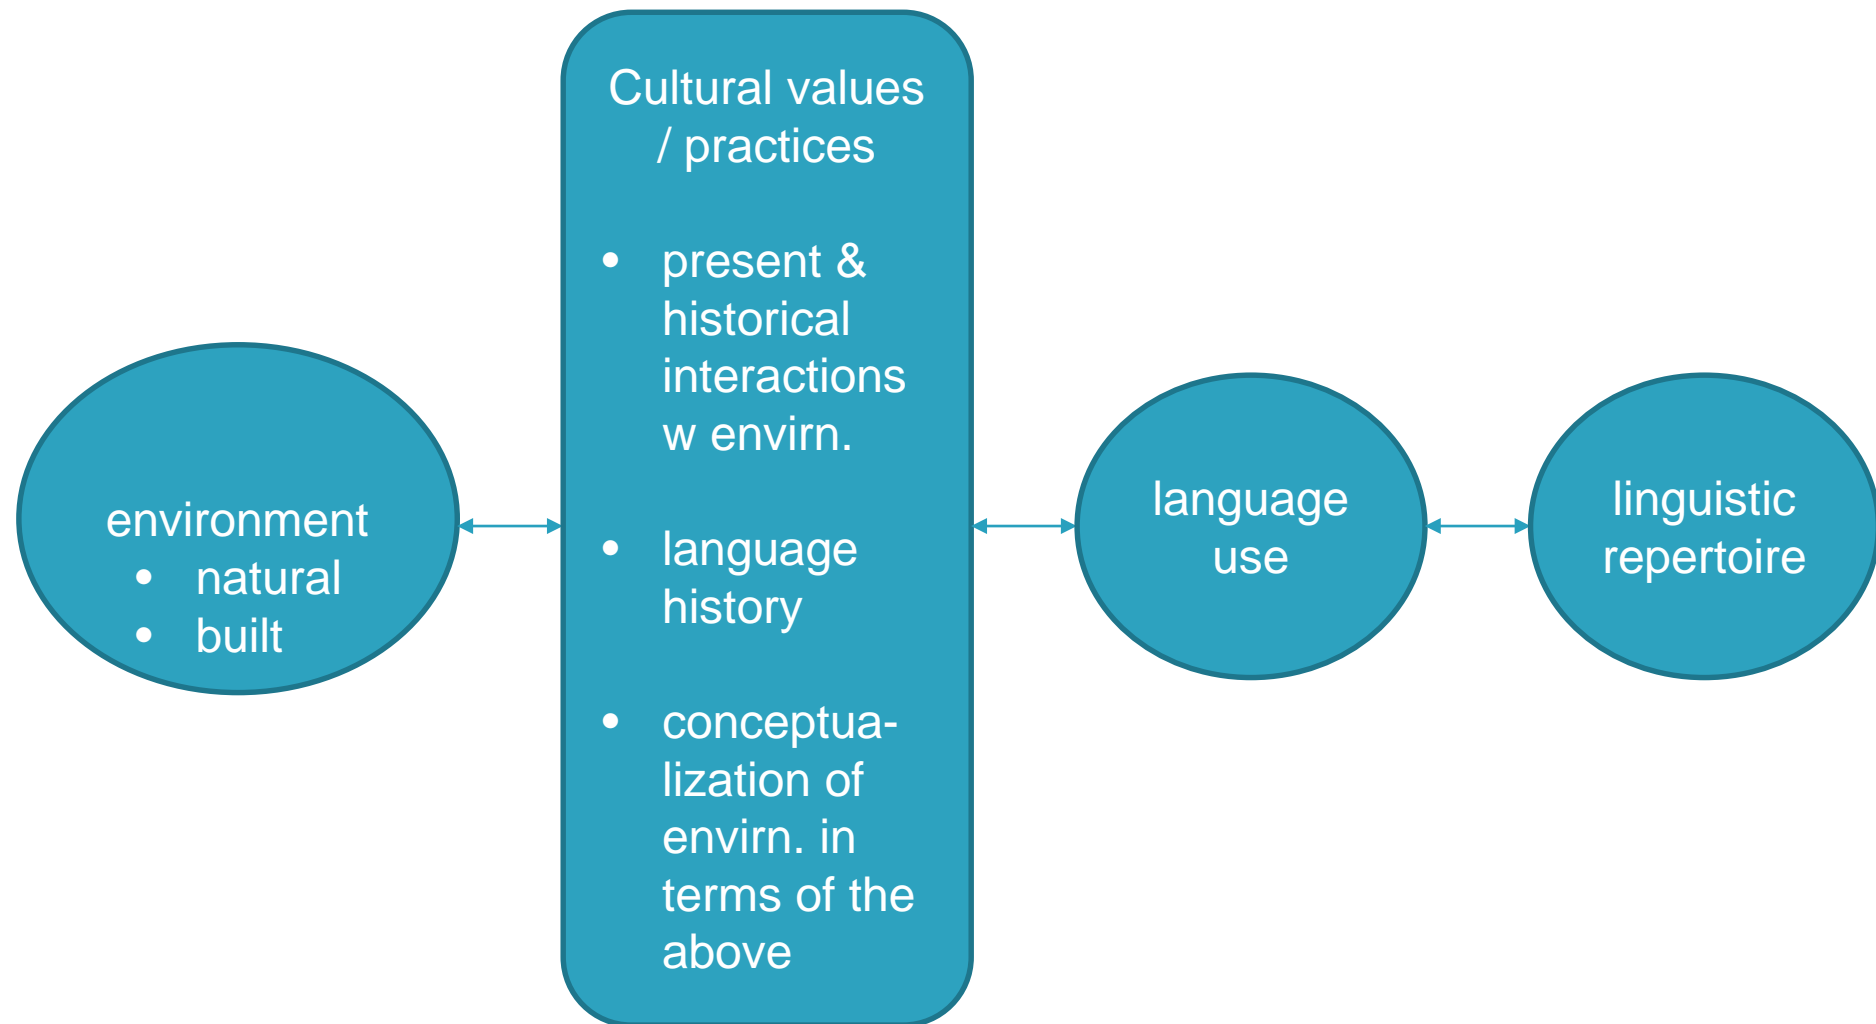 environment
• natural
• built
Cultural values
/ practices
• present &
historical
interactions
w envirn.
• language
history
• conceptua-
lization of
envirn. in
terms of the
above
language
use
linguistic
repertoire